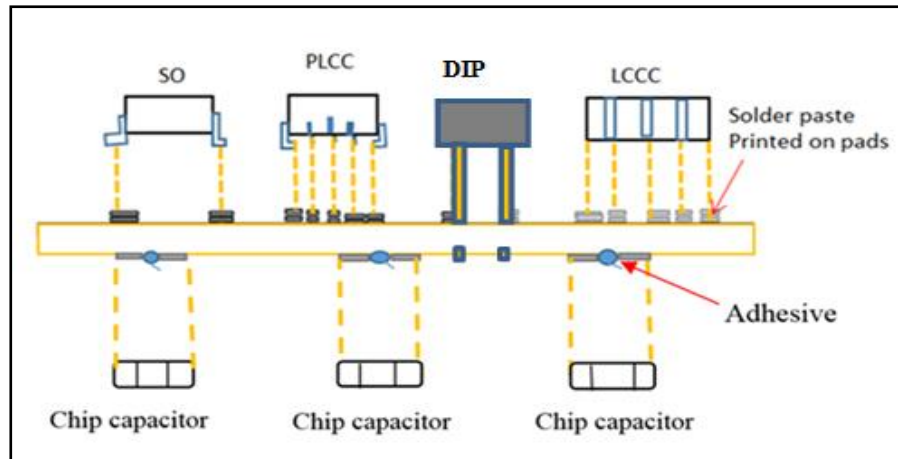 SO
PLCC
DIP
LCCC
Solder paste
Printed on pads
Adhesive
Chip capacitor
Chip capacitor
Chip capacitor